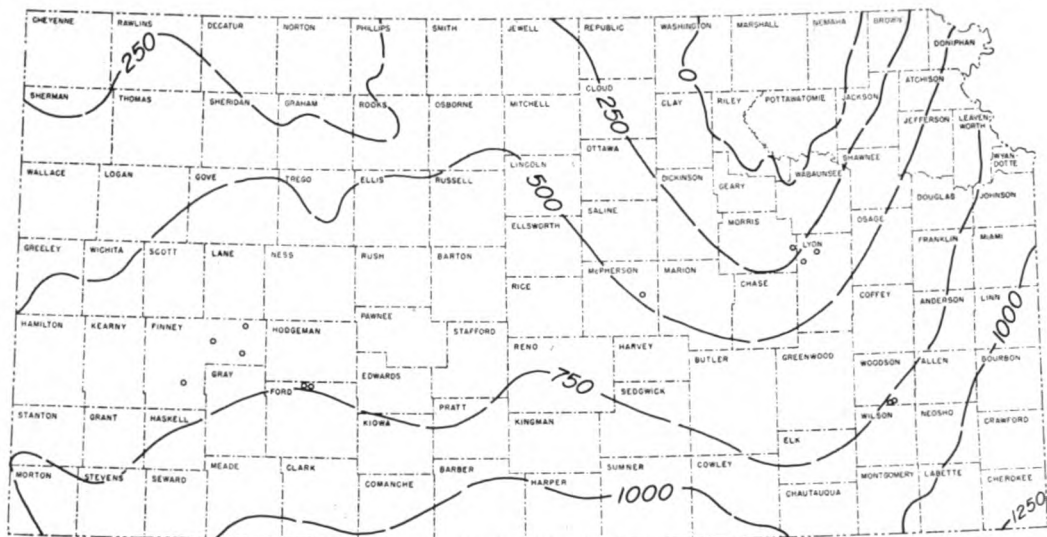 CHEYENNE RAWLINS DECATUR NORTON PHILLIPS SMITH JEWELL REPUBLIC WASHINGTON MARSHALL NEMAHA BROWN
DONIPHAN
250
0
ATCHISON
SHERMAN THOMAS SHERIDAN GRAHAM ROOKS OSBORNE MITCHELL CLOUD CLAY RILEY POTTAWATOMIE JACKSON
250
JEFFERSON LEAVEN WORTH
OTTAWA
LINCOLN
SHAWNEE
WYAN-DOTTE
WALLACE LOGAN GOVE TREGO ELLIS RUSSELL
DICKINSON GEARY WABAUNSEE
500
DOUGLAS JOHNSON
SALINE
ELLSWORTH
MORRIS
OSAGE
LYON
FRANKLIN MIAMI
GREELEY WICHITA SCOTT LANE NESS RUSH BARTON
McPHERSON MARION
RICE
CHASE
COFFEY
ANDERSON LINN
1000
PAWNEE
HAMILTON KEARNY FINNEY HODGEMAN STAFFORD
RENO HARVEY BUTLER GREENWOOD
WOODSON ALLEN BOURBON
GRAY
EDWARDS
750
FORD
SEDGWICK
PRATT
STANTON GRANT HASKELL KIOWA KINGMAN
WILSON NEOSHO CRAWFORD
ELK
MEADE CLARK BARBER SUMNER COWLEY
MORTON STEVENS SEWARD COMANCHE HARPER
MONTGOMERY LABETTE CHEROKEE
CHAUTAUQUA
1000
1250